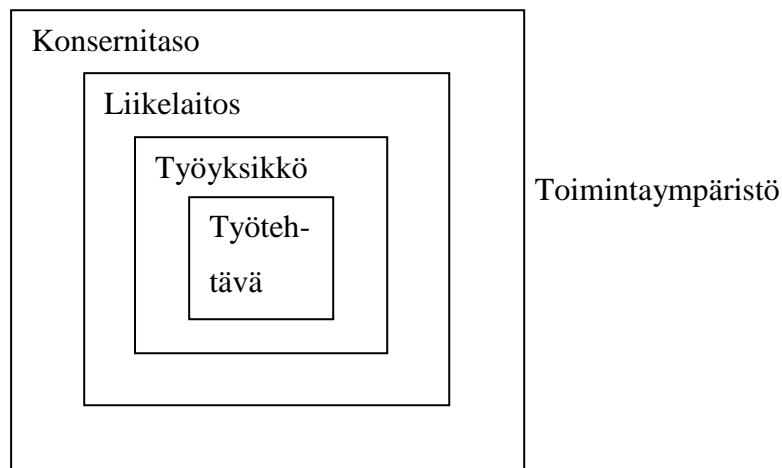 Konsernitaso
Liikelaitos
Työyksikkö
Toimintaympäristö
Työteh-
tävä